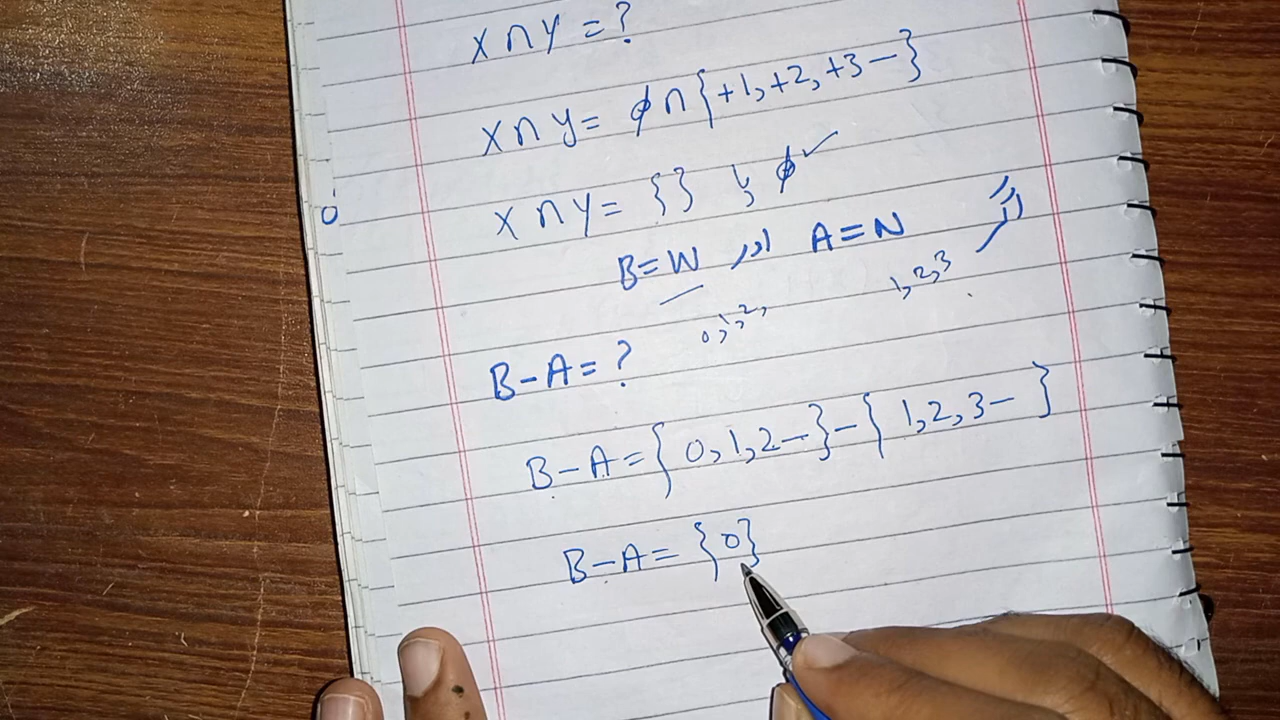 X ∩ Y = ?
X ∩ Y = ϕ ∩ {+1, +2, +3 –}
X ∩ Y = { } یا ϕ ✓
اگر A = N اور B = W
0, 1, 2, 1, 2, 3
B – A = ?
B – A = {0, 1, 2 –} – {1, 2, 3 – }
B – A = {0}